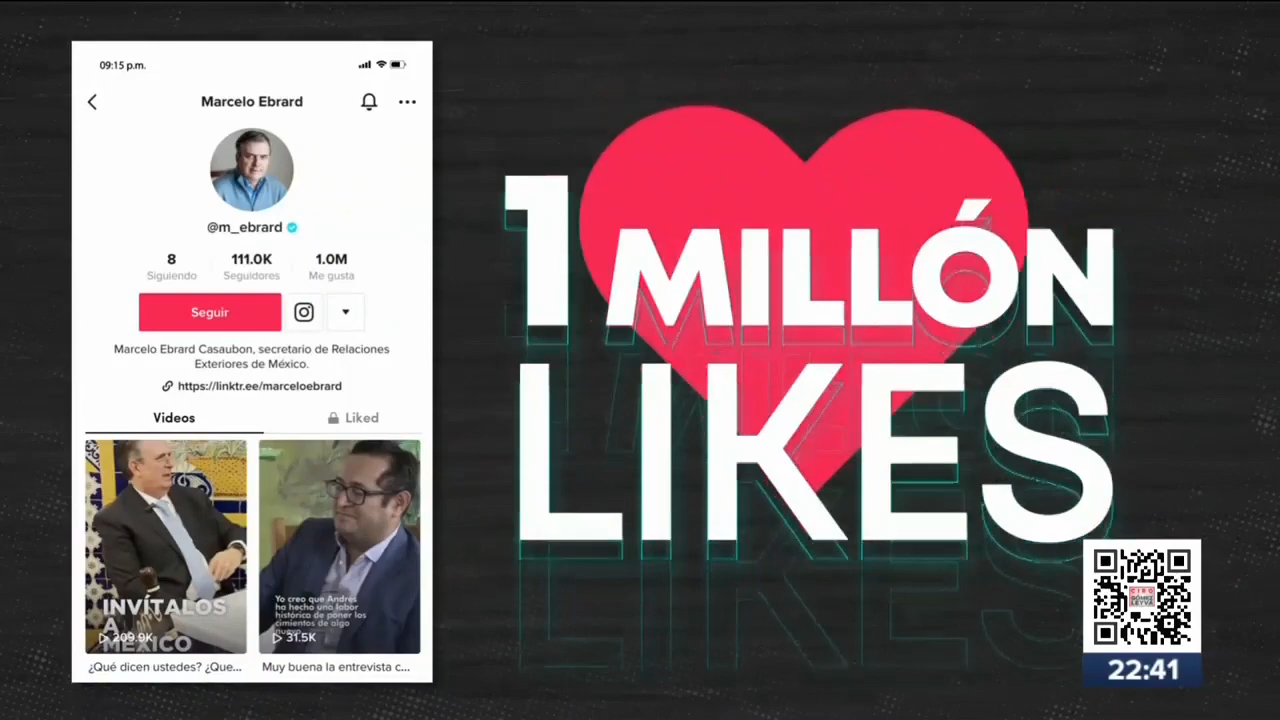 09:15 p.m.
Marcelo Ebrard
@m_ebrard
8
111.0K
1.0M
Siguiendo
Seguidores
Me gusta
Seguir
Marcelo Ebrard Casaubon, secretario de Relaciones
Exteriores de México.
https://linktr.ee/marceloebrard
Videos
Liked
INVÍTALOS
A
MÉXICO
209.9K
Yo creo que Andrés
ha hecho una labor
histórica de poner los
cimientos de algo
31.5K
¿Qué dicen ustedes? ¿Que...
Muy buena la entrevista c...
1 MILLÓN
LIKES
CIRO
GÓMEZ
LEYVA
22:41